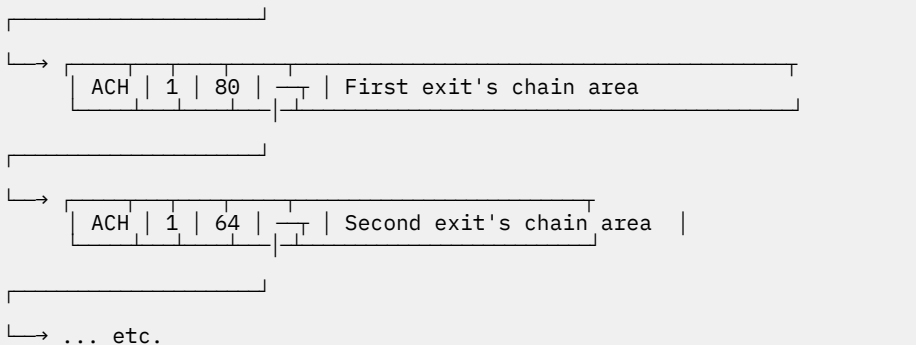 ACH | 1 | 80 | | First exit's chain area
ACH | 1 | 64 | | Second exit's chain area |
... etc.